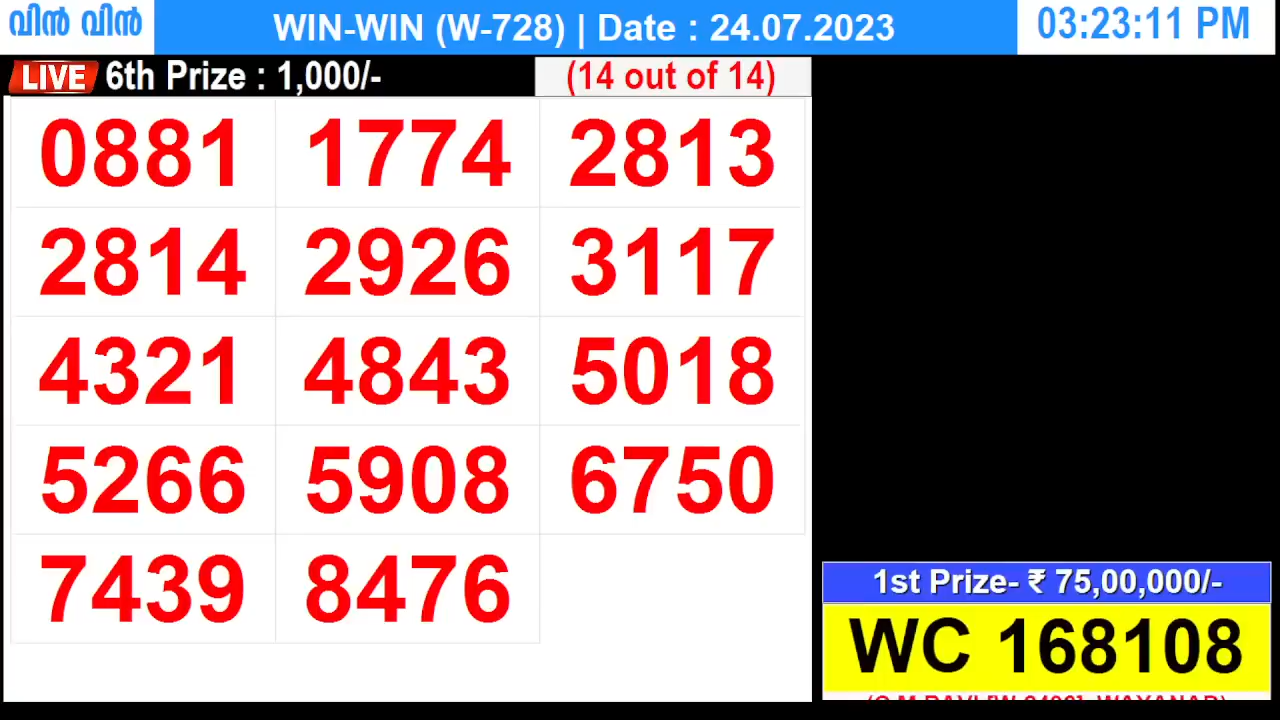 വിൻ വിൻ WIN-WIN (W-728) | Date : 24.07.2023 03:23:11 PM
LIVE 6th Prize : 1,000/- (14 out of 14)
0881 1774 2813
2814 2926 3117
4321 4843 5018
5266 5908 6750
7439 8476
1st Prize- ₹ 75,00,000/-
WC 168108